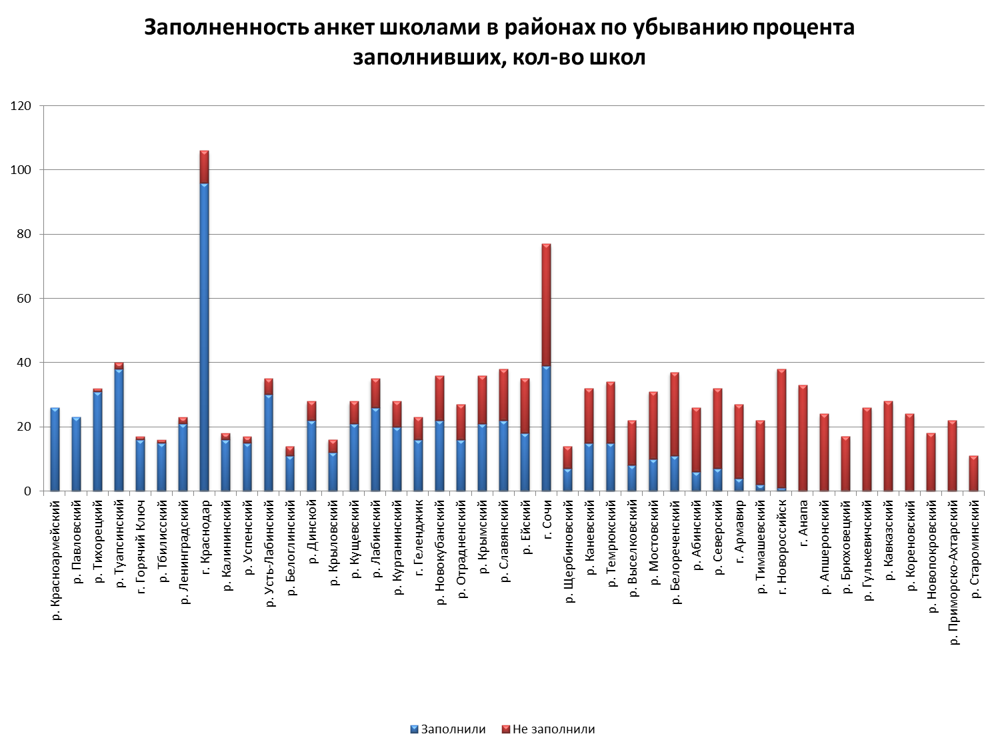 Заполненность анкет школами в районах по убыванию процента
заполнивших, кол-во школ
120
100
80
60
40
20
0
р. Красноармейский
р. Павловский
р. Тихорецкий
р. Туапсинский
г. Горячий Ключ
р. Тбилисский
р. Ленинградский
г. Краснодар
р. Калининский
р. Успенский
р. Усть-Лабинский
р. Белоглинский
р. Динской
р. Крыловский
р. Кущевский
р. Лабинский
р. Курганинский
г. Геленджик
р. Новокубанский
р. Отрадненский
р. Крымский
р. Славянский
р. Ейский
г. Сочи
р. Щербиновский
р. Каневский
р. Темрюкский
р. Выселковский
р. Мостовский
р. Белореченский
р. Абинский
р. Северский
г. Армавир
р. Тимашевский
г. Новороссийск
г. Анапа
р. Апшеронский
р. Брюховецкий
р. Гулькевичский
р. Кавказский
р. Кореновский
р. Новопокровский
р. Приморско-Ахтарский
р. Староминский
Заполнили
Не заполнили